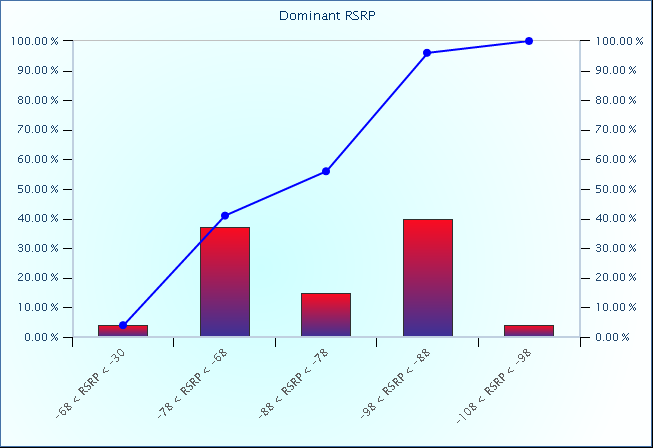 Dominant RSRP
100.00 % 100.00 %
90.00 % 90.00 %
80.00 % 80.00 %
70.00 % 70.00 %
60.00 % 60.00 %
50.00 % 50.00 %
40.00 % 40.00 %
30.00 % 30.00 %
20.00 % 20.00 %
10.00 % 10.00 %
0.00 % 0.00 %
-68 < RSRP < -30
-78 < RSRP < -68
-88 < RSRP < -78
-98 < RSRP < -88
-108 < RSRP < -98